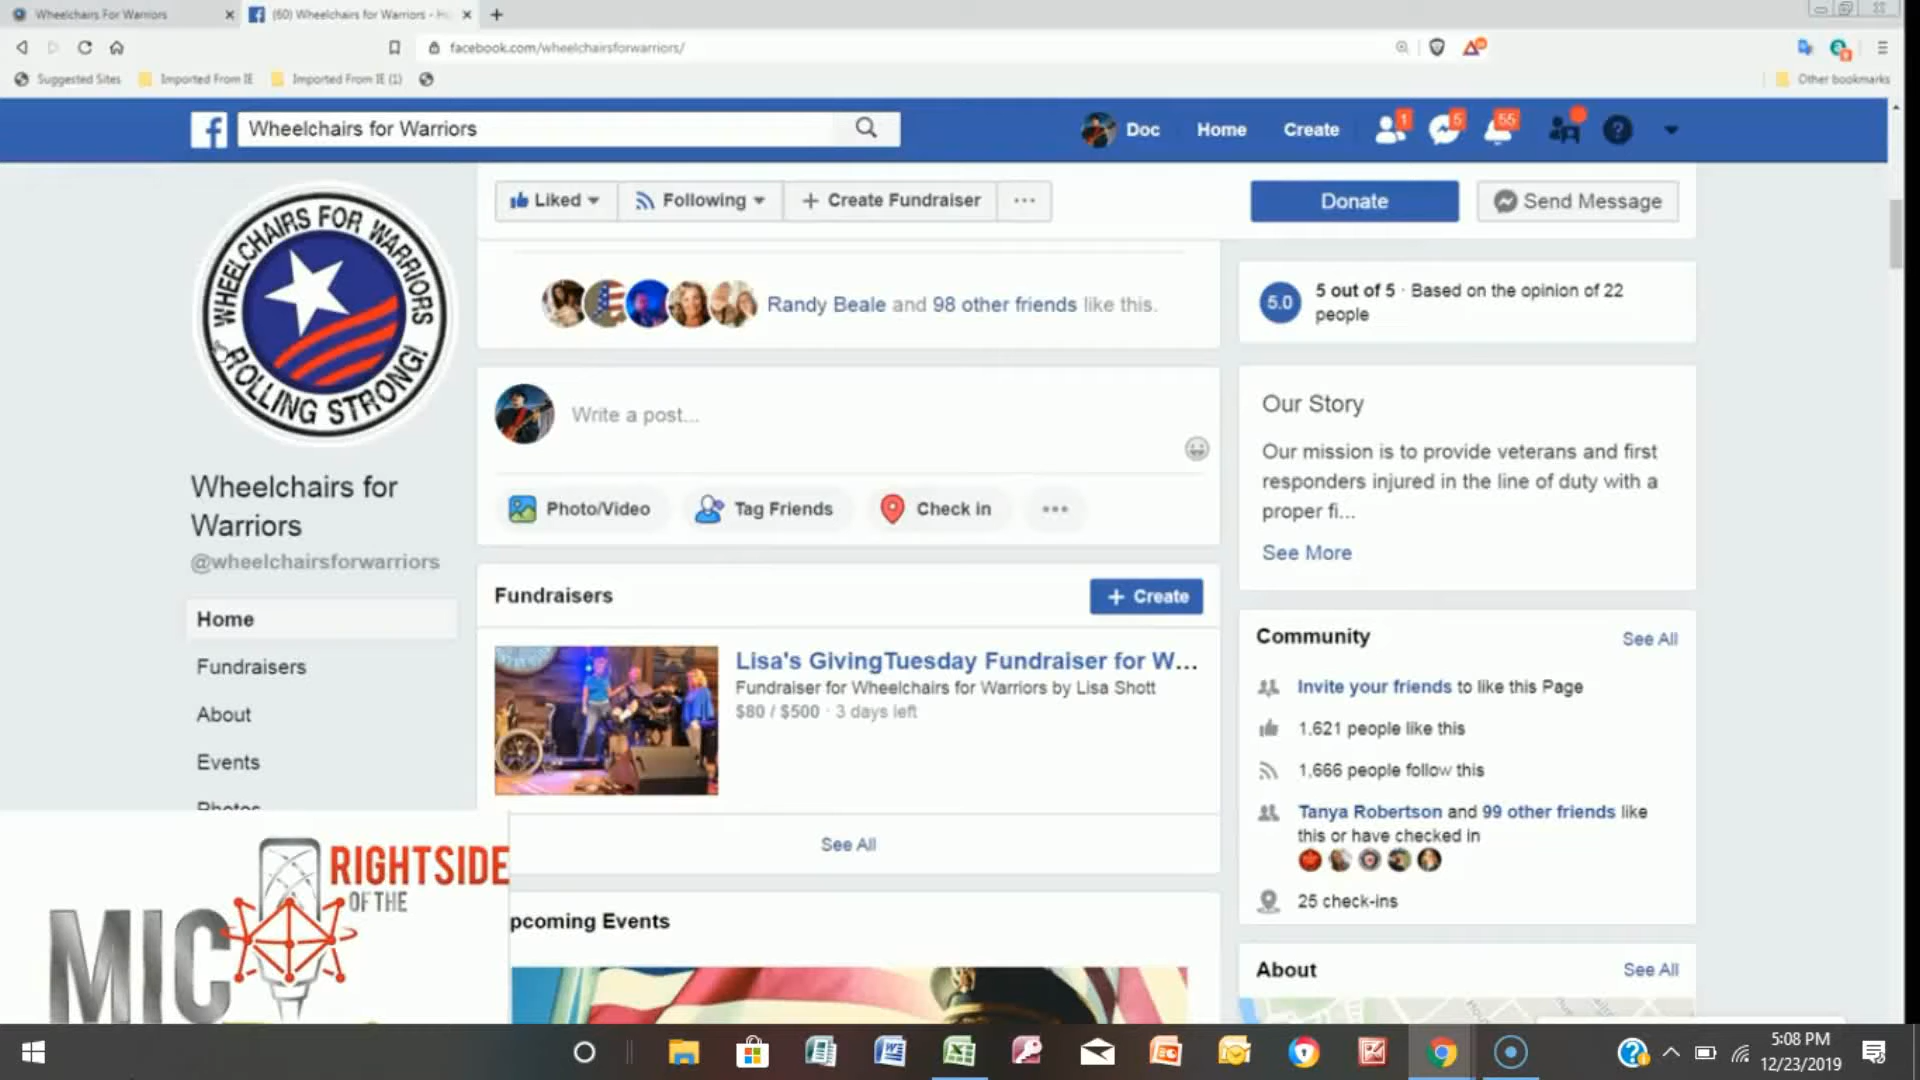 Wheelchairs For Warriors
(60) Wheelchairs for Warriors - Ho
facebook.com/wheelchairsforwarriors/
Suggested Sites
Imported From IE
Imported From IE (1)
Other bookmarks
Wheelchairs for Warriors
Doc
Home
Create
1
5
55
WHEELCHAIRS FOR WARRIORS
ROLLING STRONG!
Wheelchairs for
Warriors
@wheelchairsforwarriors
Home
Fundraisers
About
Events
Photos
Liked
Following
+ Create Fundraiser
...
Donate
Send Message
Randy Beale and 98 other friends like this.
Write a post...
Photo/Video
Tag Friends
Check in
...
Fundraisers
+ Create
Lisa's GivingTuesday Fundraiser for W...
Fundraiser for Wheelchairs for Warriors by Lisa Shott
$80 / $500 · 3 days left
See All
pcoming Events
5.0
5 out of 5 · Based on the opinion of 22
people
Our Story
Our mission is to provide veterans and first
responders injured in the line of duty with a
proper fi...
See More
Community
See All
Invite your friends to like this Page
1,621 people like this
1,666 people follow this
Tanya Robertson and 99 other friends like
this or have checked in
25 check-ins
About
See All
RIGHTSIDE
OF THE
MIC
5:08 PM
12/23/2019